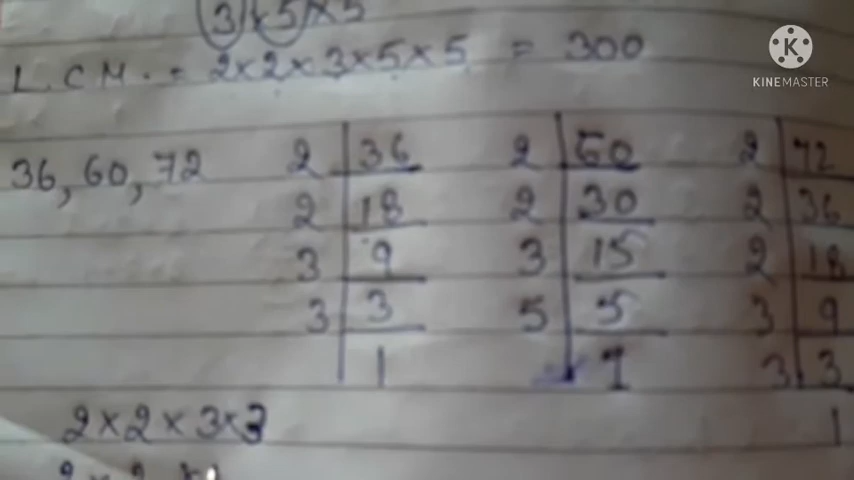 3 × 5 × 5
L.C.M. = 2×2×3×5×5 = 300
K
KINEMASTER
36, 60, 72 2 36 2 60 2 72
2 18 2 30 2 36
3 9 3 15 2 18
3 3 5 5 3 9
1 1 3 3
2×2×3×3 1
2×2